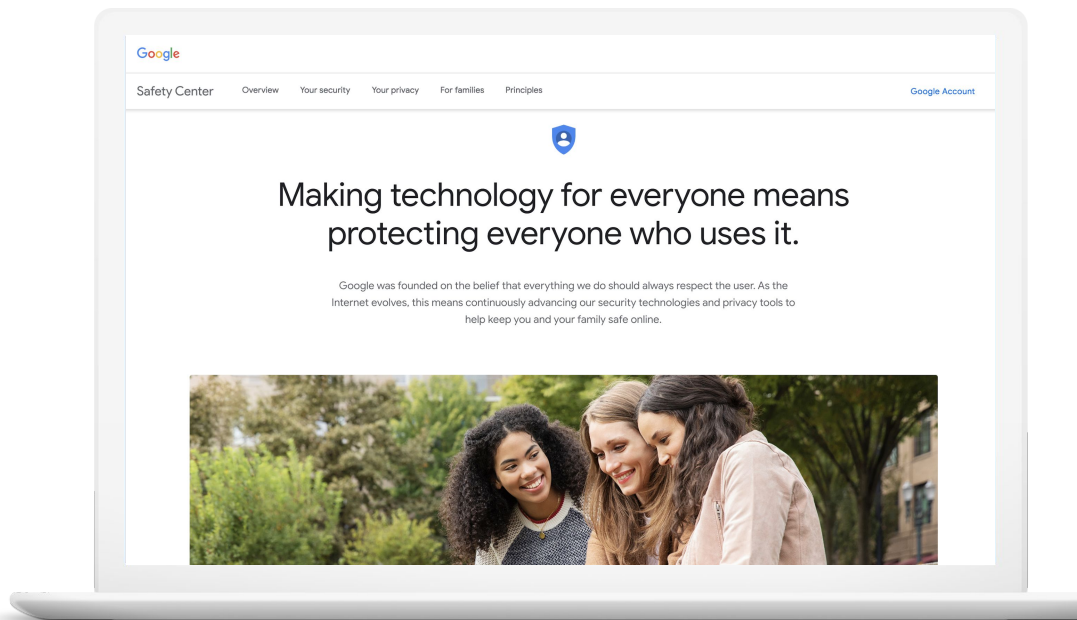 Google
Safety Center Overview Your security Your privacy For families Principles Google Account
Making technology for everyone means
protecting everyone who uses it.
Google was founded on the belief that everything we do should always respect the user. As the
Internet evolves, this means continuously advancing our security technologies and privacy tools to
help keep you and your family safe online.